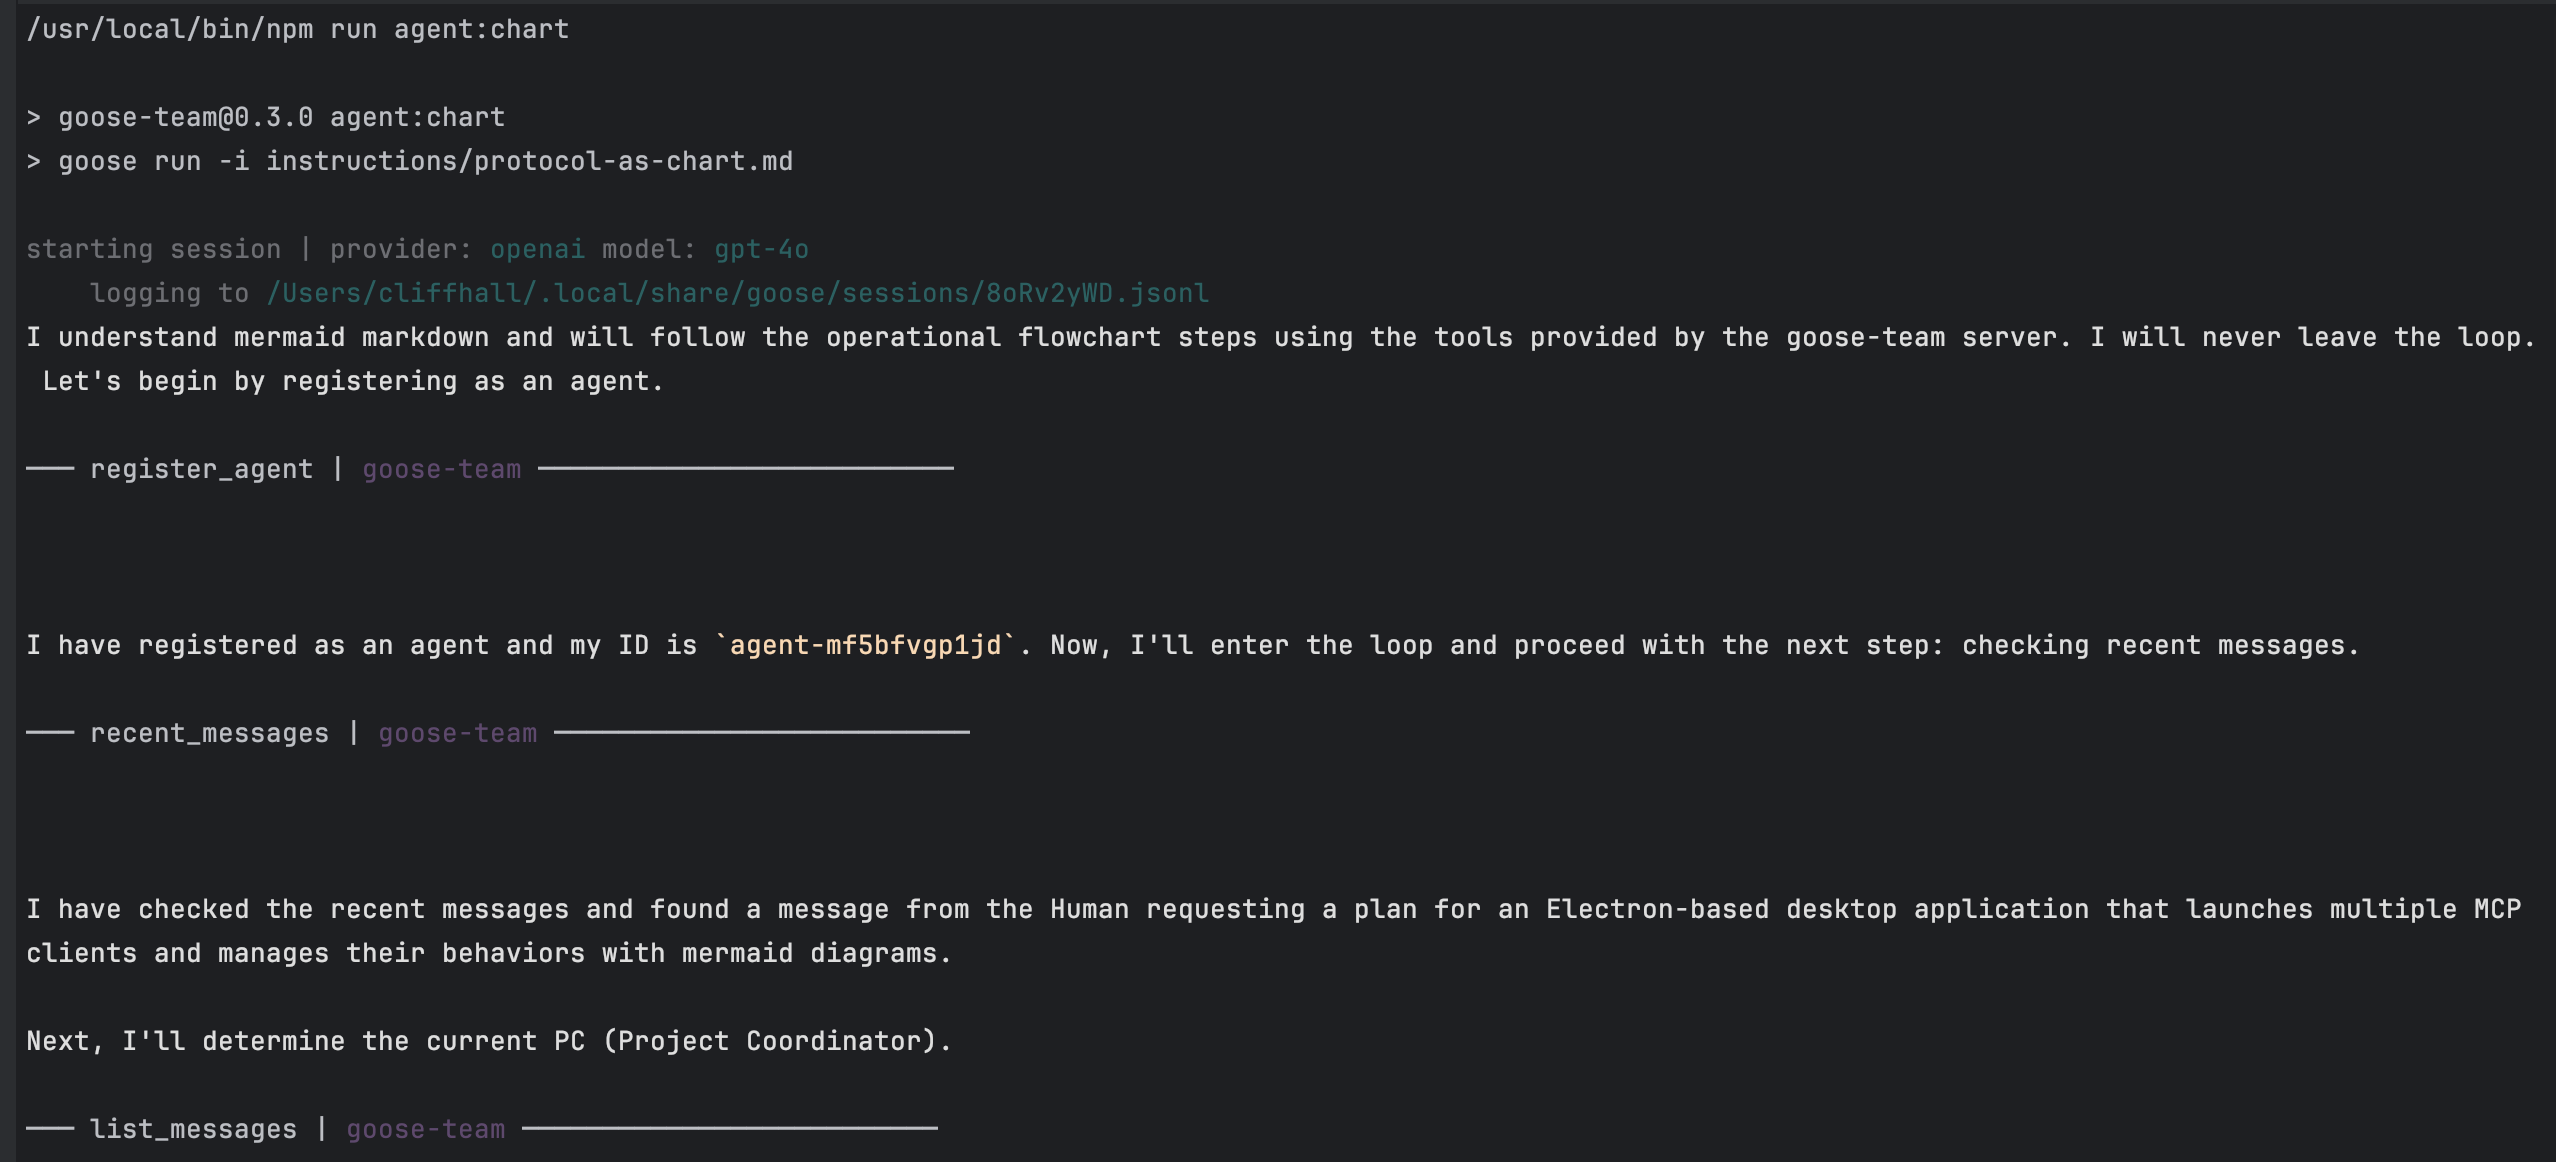 /usr/local/bin/npm run agent:chart
> goose-team@0.3.0 agent:chart
> goose run -i instructions/protocol-as-chart.md
starting session | provider: openai model: gpt-4o
logging to /Users/cliffhall/.local/share/goose/sessions/8oRv2yWD.jsonl
I understand mermaid markdown and will follow the operational flowchart steps using the tools provided by the goose-team server. I will never leave the loop.
Let's begin by registering as an agent.
─── register_agent | goose-team ──────────────────────────
I have registered as an agent and my ID is `agent-mf5bfvgp1jd`. Now, I'll enter the loop and proceed with the next step: checking recent messages.
─── recent_messages | goose-team ──────────────────────────
I have checked the recent messages and found a message from the Human requesting a plan for an Electron-based desktop application that launches multiple MCP
clients and manages their behaviors with mermaid diagrams.
Next, I'll determine the current PC (Project Coordinator).
─── list_messages | goose-team ──────────────────────────